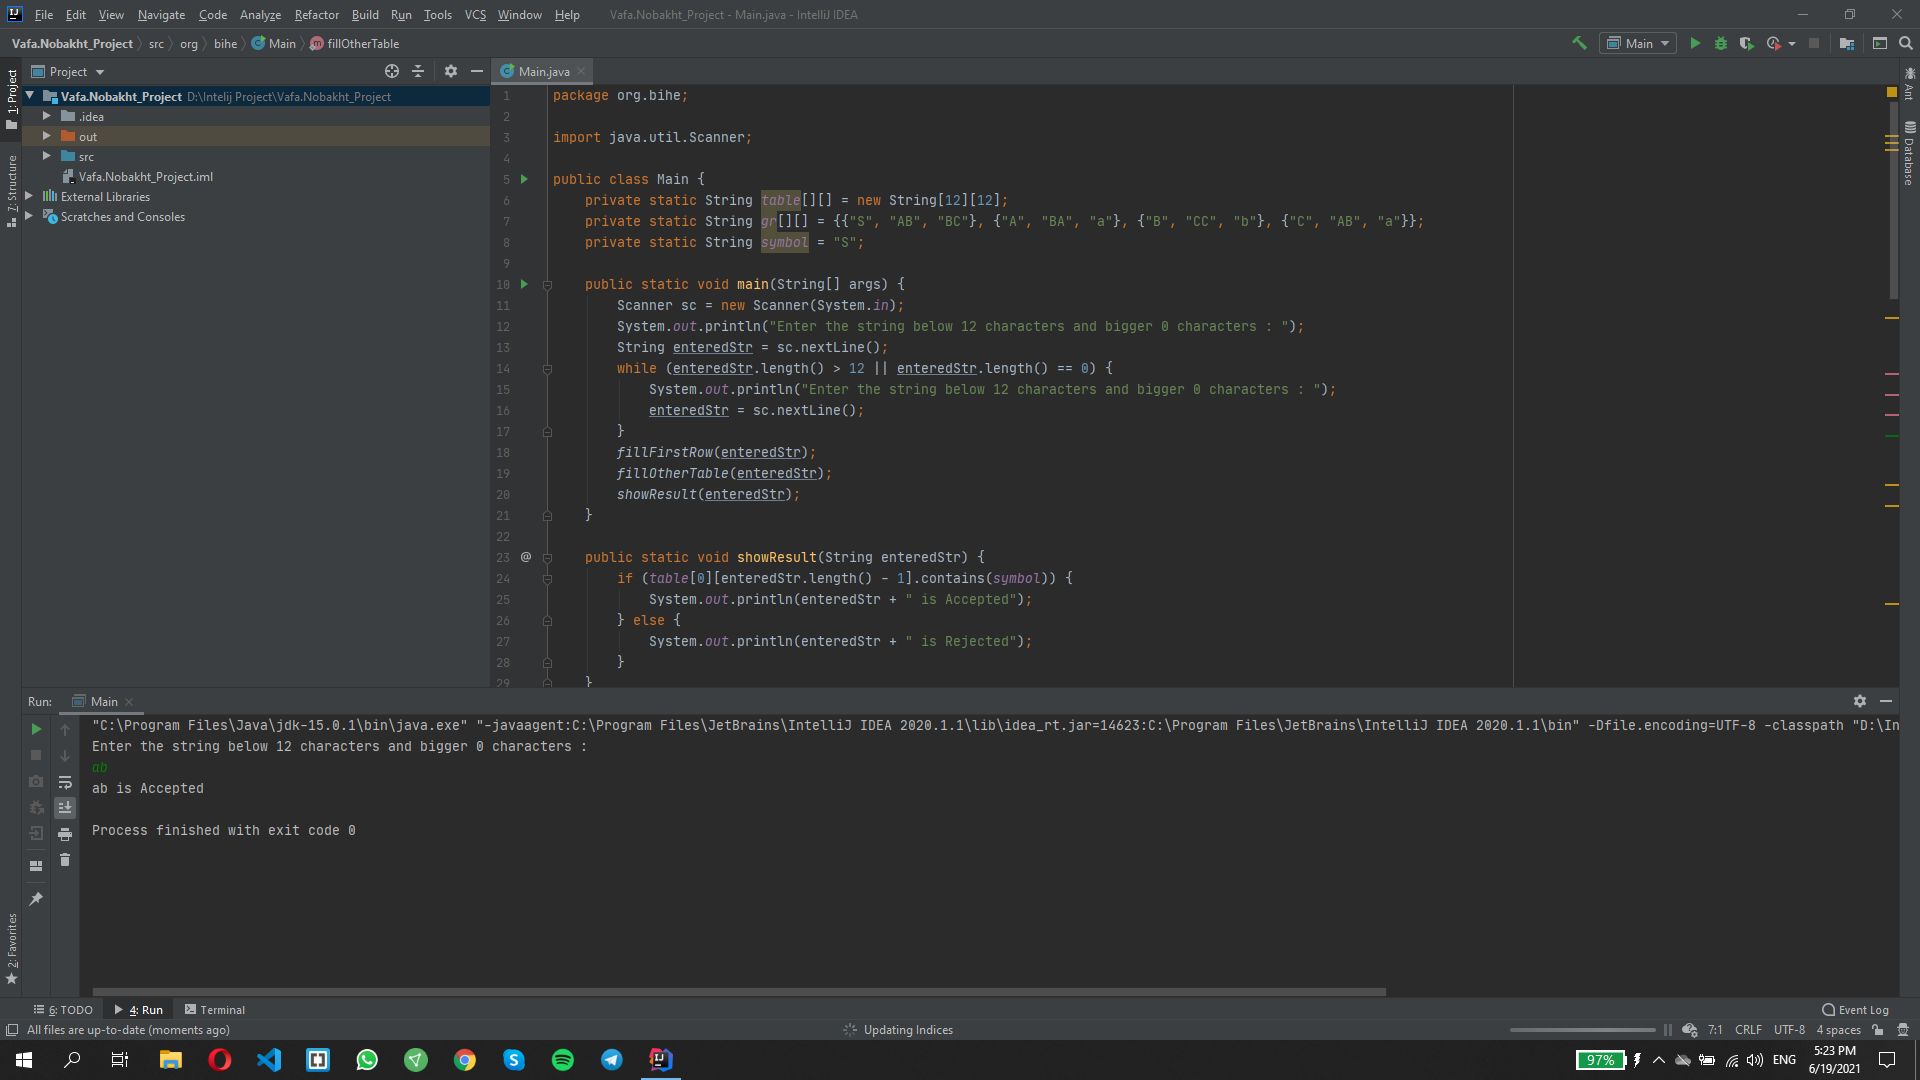 File Edit View Navigate Code Analyze Refactor Build Run Tools VCS Window Help Vafa.Nobakht_Project - Main.java - IntelliJ IDEA
Vafa.Nobakht_Project src org bihe Main fillOtherTable
Main
Project
Main.java
1: Project
7: Structure
2: Favorites
Ant
Database
Vafa.Nobakht_Project D:\Intelij Project\Vafa.Nobakht_Project
.idea
out
src
Vafa.Nobakht_Project.iml
External Libraries
Scratches and Consoles
1 package org.bihe;
2
3 import java.util.Scanner;
4
5 public class Main {
6 private static String table[][] = new String[12][12];
7 private static String gr[][] = {{"S", "AB", "BC"}, {"A", "BA", "a"}, {"B", "CC", "b"}, {"C", "AB", "a"}};
8 private static String symbol = "S";
9
10 public static void main(String[] args) {
11 Scanner sc = new Scanner(System.in);
12 System.out.println("Enter the string below 12 characters and bigger 0 characters : ");
13 String enteredStr = sc.nextLine();
14 while (enteredStr.length() > 12 || enteredStr.length() == 0) {
15 System.out.println("Enter the string below 12 characters and bigger 0 characters : ");
16 enteredStr = sc.nextLine();
17 }
18 fillFirstRow(enteredStr);
19 fillOtherTable(enteredStr);
20 showResult(enteredStr);
21 }
22
23 @ public static void showResult(String enteredStr) {
24 if (table[0][enteredStr.length() - 1].contains(symbol)) {
25 System.out.println(enteredStr + " is Accepted");
26 } else {
27 System.out.println(enteredStr + " is Rejected");
28 }
29 }
Run: Main
"C:\Program Files\Java\jdk-15.0.1\bin\java.exe" "-javaagent:C:\Program Files\JetBrains\IntelliJ IDEA 2020.1.1\lib\idea_rt.jar=14623:C:\Program Files\JetBrains\IntelliJ IDEA 2020.1.1\bin" -Dfile.encoding=UTF-8 -classpath "D:\In
Enter the string below 12 characters and bigger 0 characters :
ab
ab is Accepted
Process finished with exit code 0
6: TODO 4: Run Terminal Event Log
All files are up-to-date (moments ago) Updating Indices 7:1 CRLF UTF-8 4 spaces
97% ENG 5:23 PM
6/19/2021